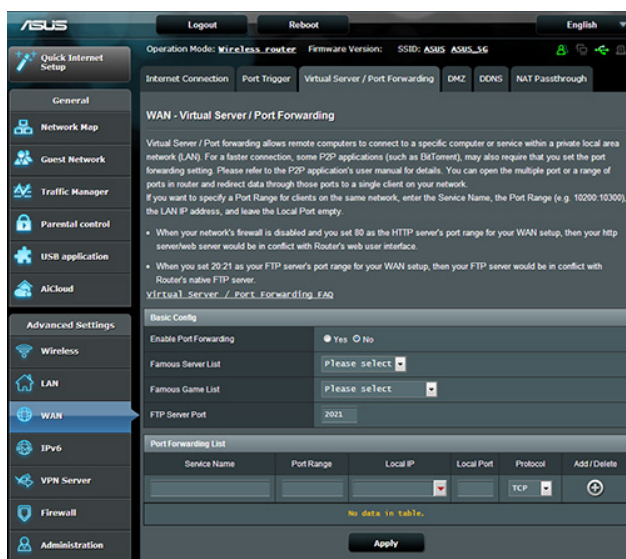 ASUS
Logout
Reboot
English
Quick Internet
Setup
Operation Mode: Wireless router Firmware Version: SSID: ASUS ASUS_5G
Internet Connection
Port Trigger
Virtual Server / Port Forwarding
DMZ
DDNS
NAT Passthrough
General
Network Map
Guest Network
Traffic Manager
Parental control
USB application
AiCloud
Advanced Settings
Wireless
LAN
WAN
IPv6
VPN Server
Firewall
Administration
WAN - Virtual Server / Port Forwarding
Virtual Server / Port forwarding allows remote computers to connect to a specific computer or service within a private local area
network (LAN). For a faster connection, some P2P applications (such as BitTorrent), may also require that you set the port
forwarding setting. Please refer to the P2P application's user manual for details. You can open the multiple port or a range of
ports in router and redirect data through those ports to a single client on your network.
If you want to specify a Port Range for clients on the same network, enter the Service Name, the Port Range (e.g. 10200:10300),
the LAN IP address, and leave the Local Port empty.
• When your network's firewall is disabled and you set 80 as the HTTP server's port range for your WAN setup, then your http
server/web server would be in conflict with Router's web user interface.
• When you set 20:21 as your FTP server's port range for your WAN setup, then your FTP server would be in conflict with
Router's native FTP server.
Virtual Server / Port Forwarding FAQ
Basic Config
Enable Port Forwarding Yes No
Famous Server List Please select
Famous Game List Please select
FTP Server Port 2021
Port Forwarding List
Service Name Port Range Local IP Local Port Protocol Add / Delete
TCP
No data in table.
Apply